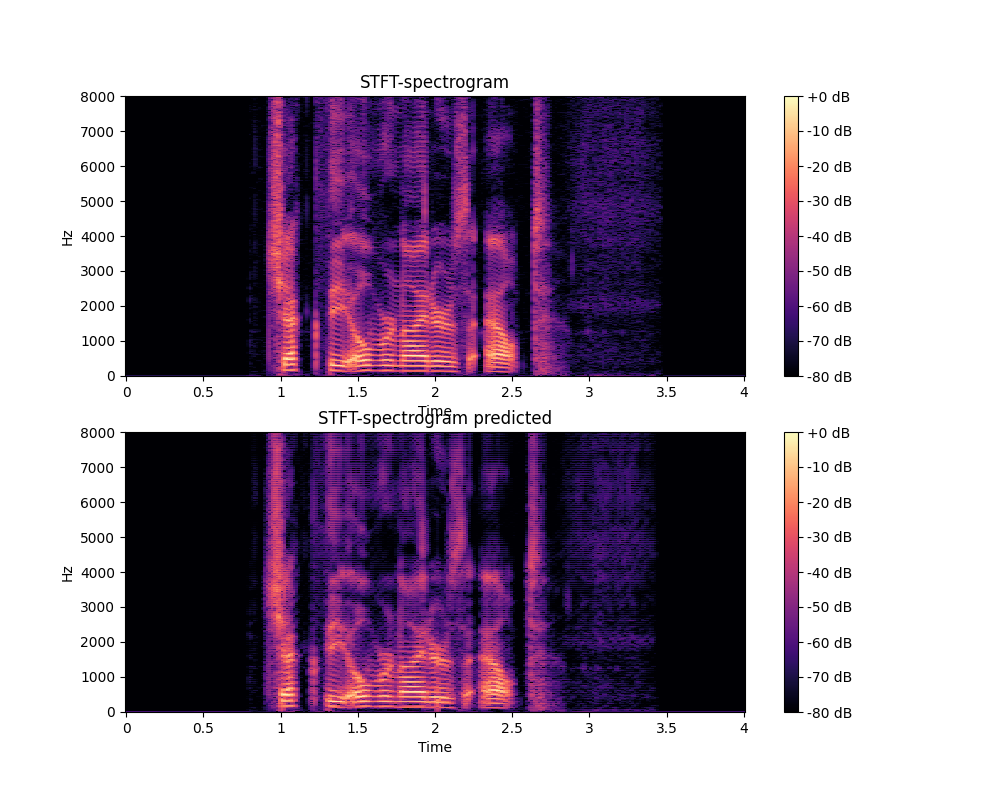 STFT-spectrogram
8000
7000
6000
5000
4000
3000
2000
1000
0
Hz
0 0.5 1 1.5 2 2.5 3 3.5 4
Time
+0 dB
-10 dB
-20 dB
-30 dB
-40 dB
-50 dB
-60 dB
-70 dB
-80 dB
STFT-spectrogram predicted
8000
7000
6000
5000
4000
3000
2000
1000
0
Hz
0 0.5 1 1.5 2 2.5 3 3.5 4
Time
+0 dB
-10 dB
-20 dB
-30 dB
-40 dB
-50 dB
-60 dB
-70 dB
-80 dB